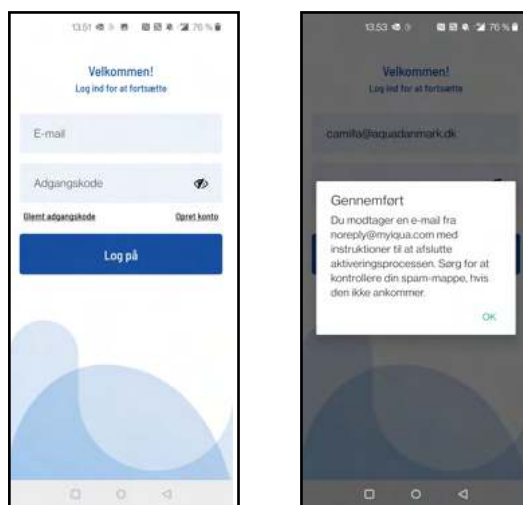 13.51
76 %
Velkommen!
Log ind for at fortsætte
E-mail
Adgangskode
Glemt adgangskode
Opret konto
Log på
13.53
76 %
Velkommen!
Log ind for at fortsætte
camilla@aquadanmark.dk
Gennemført
Du modtager en e-mail fra
noreply@myiqua.com med
instruktioner til at afslutte
aktiveringsprocessen. Sørg for at
kontrollere din spam-mappe, hvis
den ikke ankommer.
OK